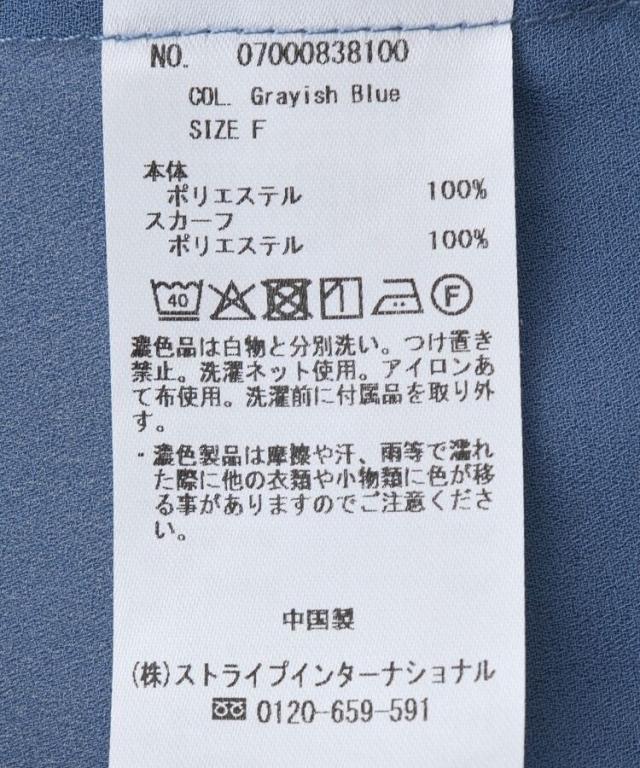 NO. 07000838100
COL. Grayish Blue
SIZE F
本体
ポリエステル 100%
スカーフ
ポリエステル 100%
40 F
濃色品は白物と分別洗い。つけ置き
禁止。洗濯ネット使用。アイロンあ
て布使用。洗濯前に付属品を取り外
す。
・濃色製品は摩擦や汗、雨等で濡れ
た際に他の衣類や小物類に色が移
る事がありますのでご注意くださ
い。
中国製
(株)ストライプインターナショナル
0120-659-591